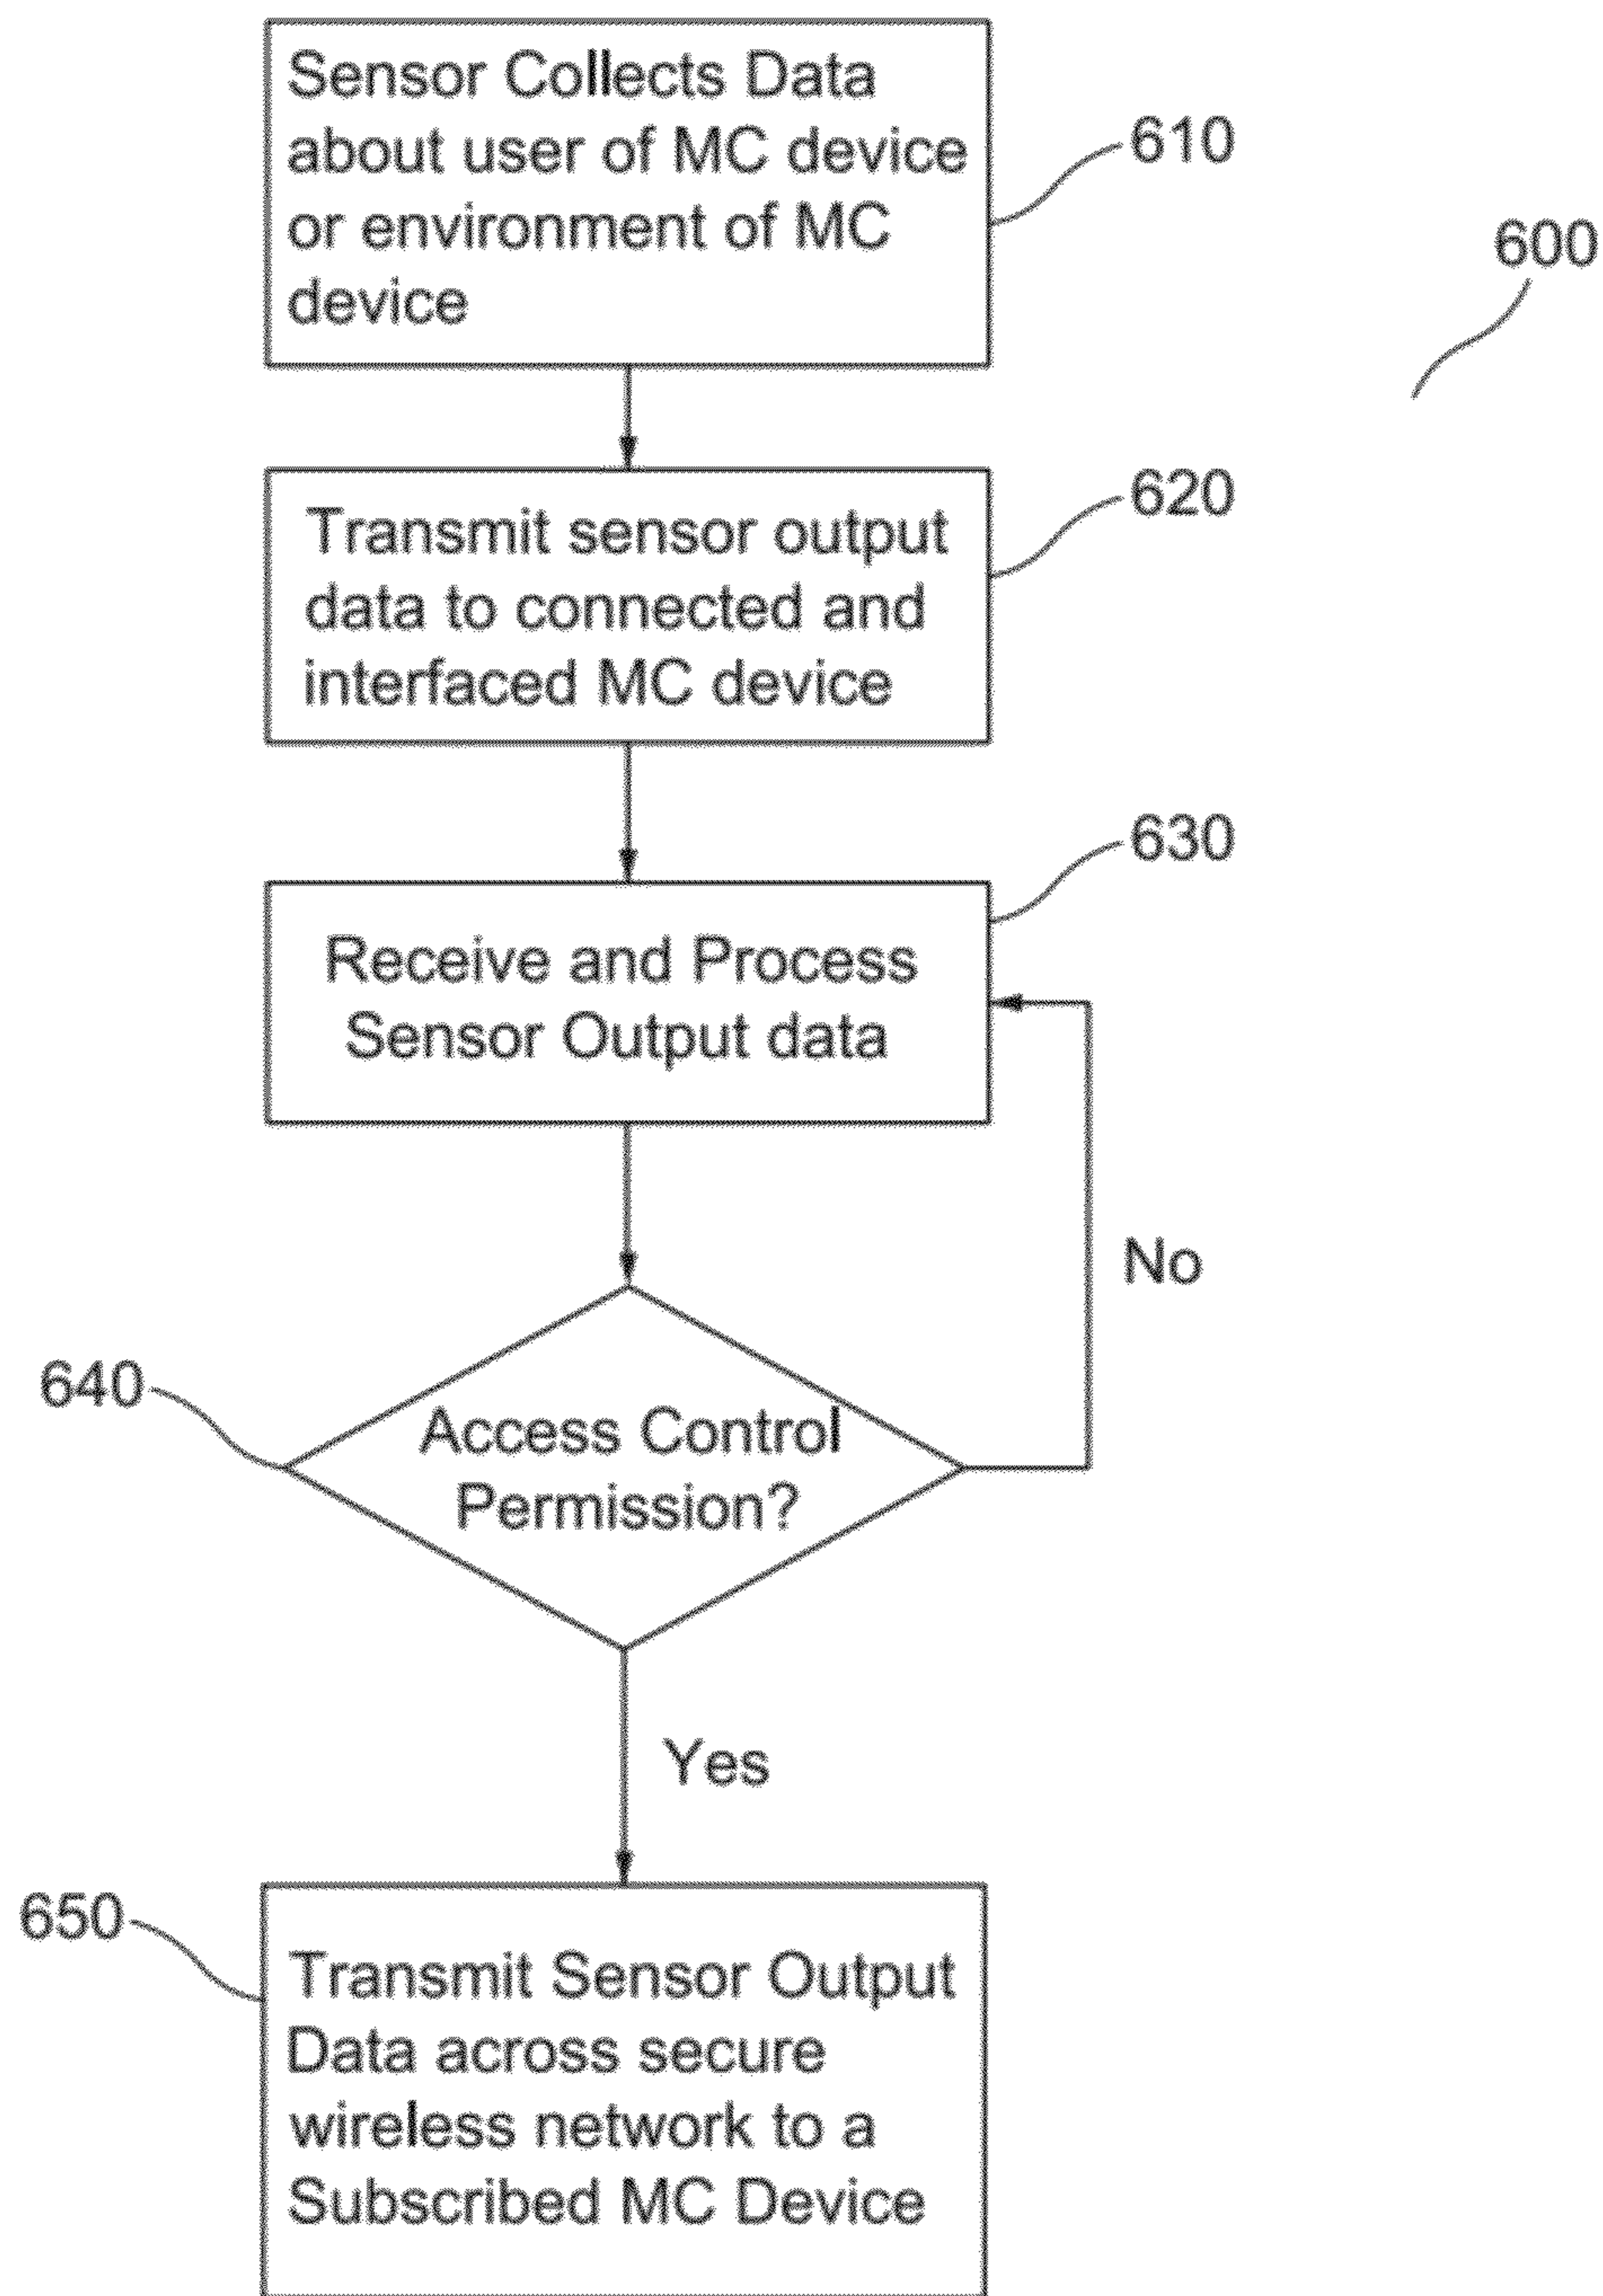 Sensor Collects Data
about user of MC device
or environment of MC
device
610
600
Transmit sensor output
data to connected and
interfaced MC device
620
630
Receive and Process
Sensor Output data
No
640
Access Control
Permission?
Yes
650
Transmit Sensor Output
Data across secure
wireless network to a
Subscribed MC Device